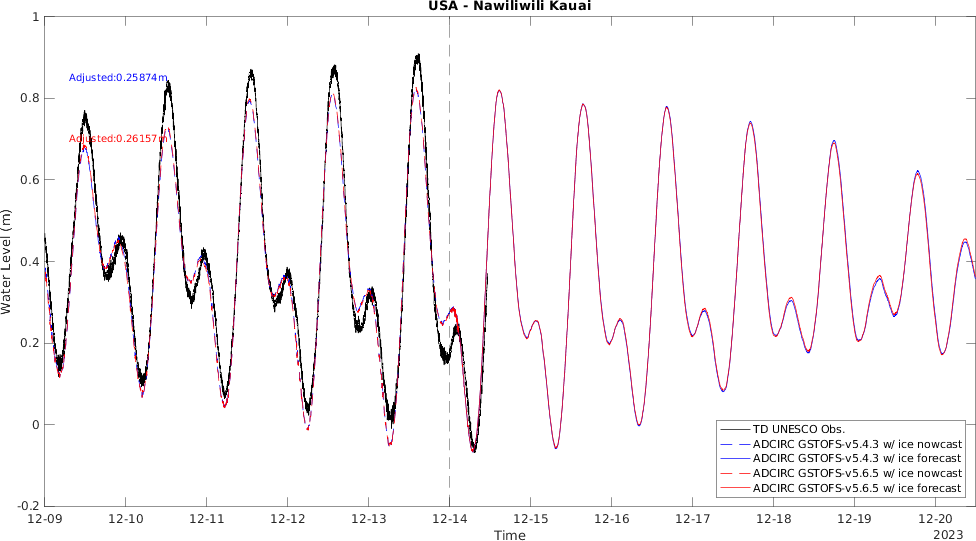 USA - Nawiliwili Kauai
1
0.8
0.6
0.4
0.2
0
-0.2
Water Level (m)
Adjusted:0.25874m
Adjusted:0.26157m
TD UNESCO Obs.
ADCIRC GSTOFS-v5.4.3 w/ ice nowcast
ADCIRC GSTOFS-v5.4.3 w/ ice forecast
ADCIRC GSTOFS-v5.6.5 w/ ice nowcast
ADCIRC GSTOFS-v5.6.5 w/ ice forecast
12-09 12-10 12-11 12-12 12-13 12-14 12-15 12-16 12-17 12-18 12-19 12-20
Time
2023